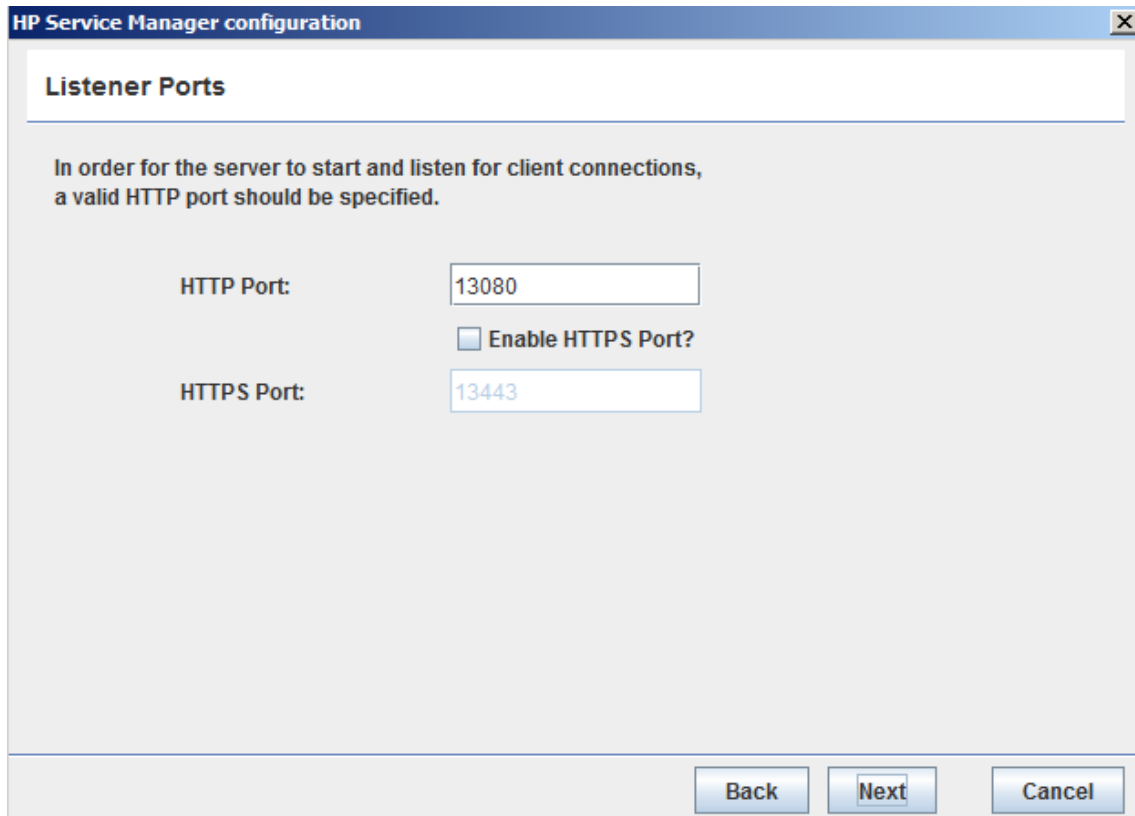 HP Service Manager configuration
Listener Ports
In order for the server to start and listen for client connections,
a valid HTTP port should be specified.
HTTP Port: 13080
Enable HTTPS Port?
HTTPS Port: 13443
Back Next Cancel